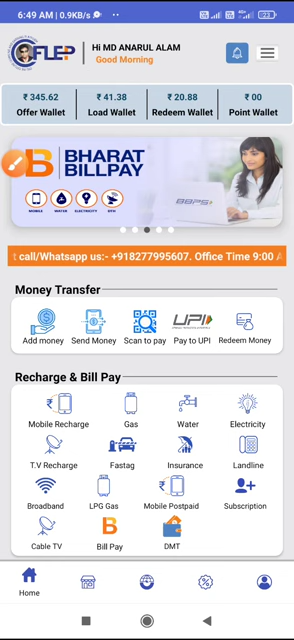 6:49 AM | 0.9KB/s
23
OFLEP
Hi MD ANARUL ALAM
Good Morning
₹ 345.62 ₹ 41.38 ₹ 20.88 ₹ 00
Offer Wallet Load Wallet Redeem Wallet Point Wallet
B BHARAT
BILLPAY
BBPS
MOBILE WATER ELECTRICITY DTH
t call/Whatsapp us:- +918277995607. Office Time 9:00 A
Money Transfer
UPI
Add money Send Money Scan to pay Pay to UPI Redeem Money
Recharge & Bill Pay
Mobile Recharge Gas Water Electricity
T.V Recharge Fastag Insurance Landline
Broadband LPG Gas Mobile Postpaid Subscription
B
Cable TV Bill Pay DMT
Home